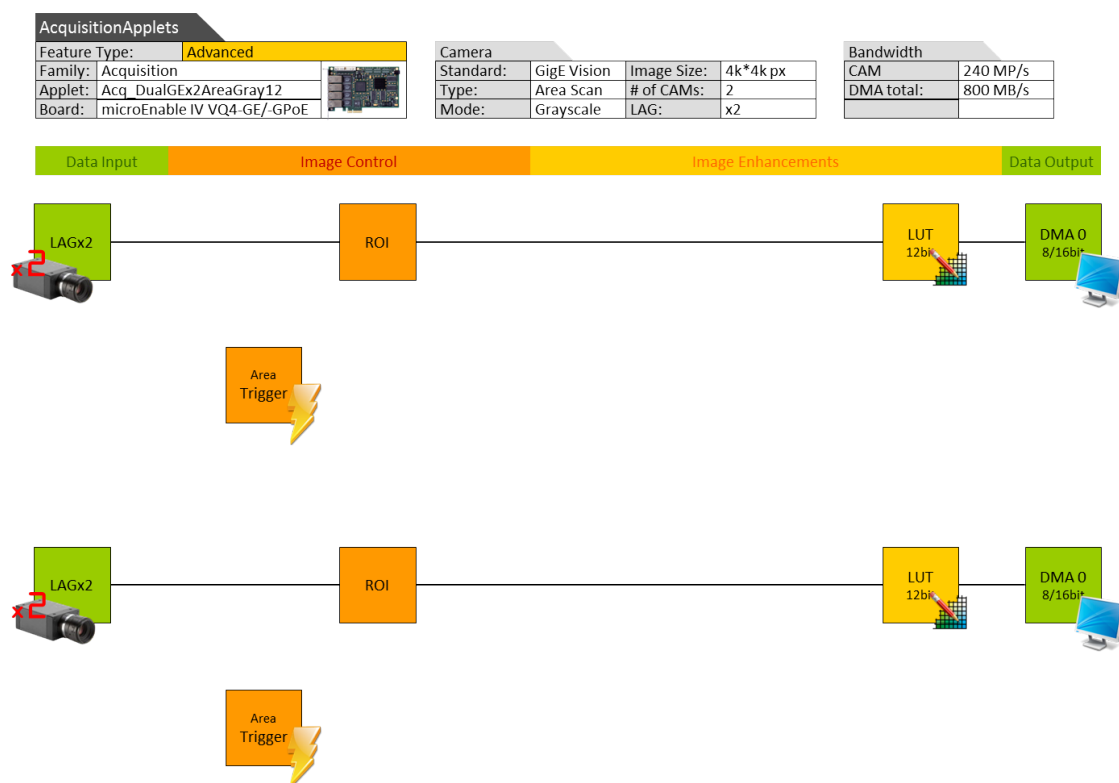 AcquisitionApplets
Feature Type: Advanced
Family: Acquisition
Applet: Acq_DualGEx2AreaGray12
Board: microEnable IV VQ4-GE/-GPoE
Camera
Standard: GigE Vision Image Size: 4k*4k px
Type: Area Scan # of CAMs: 2
Mode: Grayscale LAG: x2
Bandwidth
CAM 240 MP/s
DMA total: 800 MB/s
Data Input Image Control Image Enhancements Data Output
LAGx2
x2
ROI
LUT
12bit
DMA 0
8/16bit
Area
Trigger
LAGx2
x2
ROI
LUT
12bit
DMA 0
8/16bit
Area
Trigger